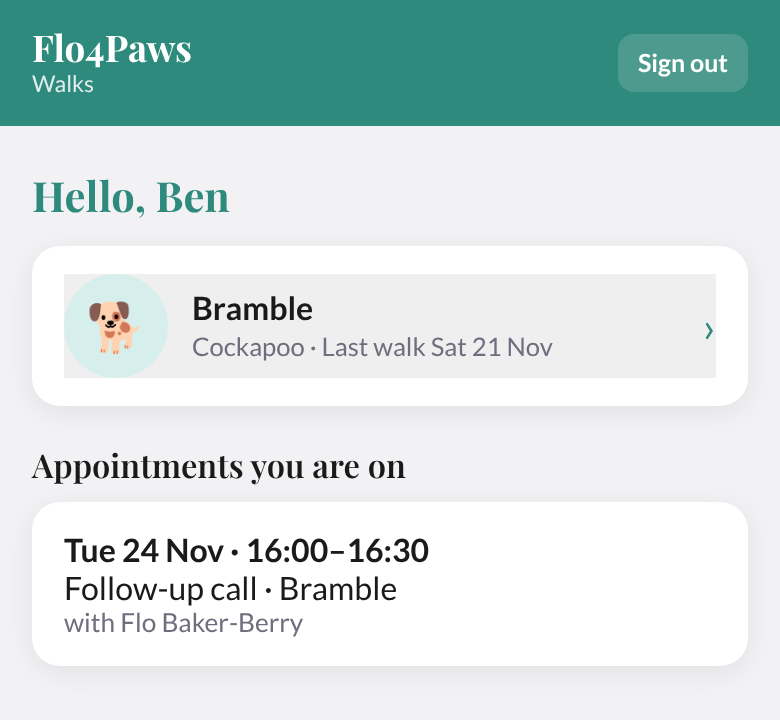 Flo4Paws
Walks
Sign out
Hello, Ben
Bramble
Cockapoo · Last walk Sat 21 Nov
›
Appointments you are on
Tue 24 Nov · 16:00–16:30
Follow-up call · Bramble
with Flo Baker-Berry